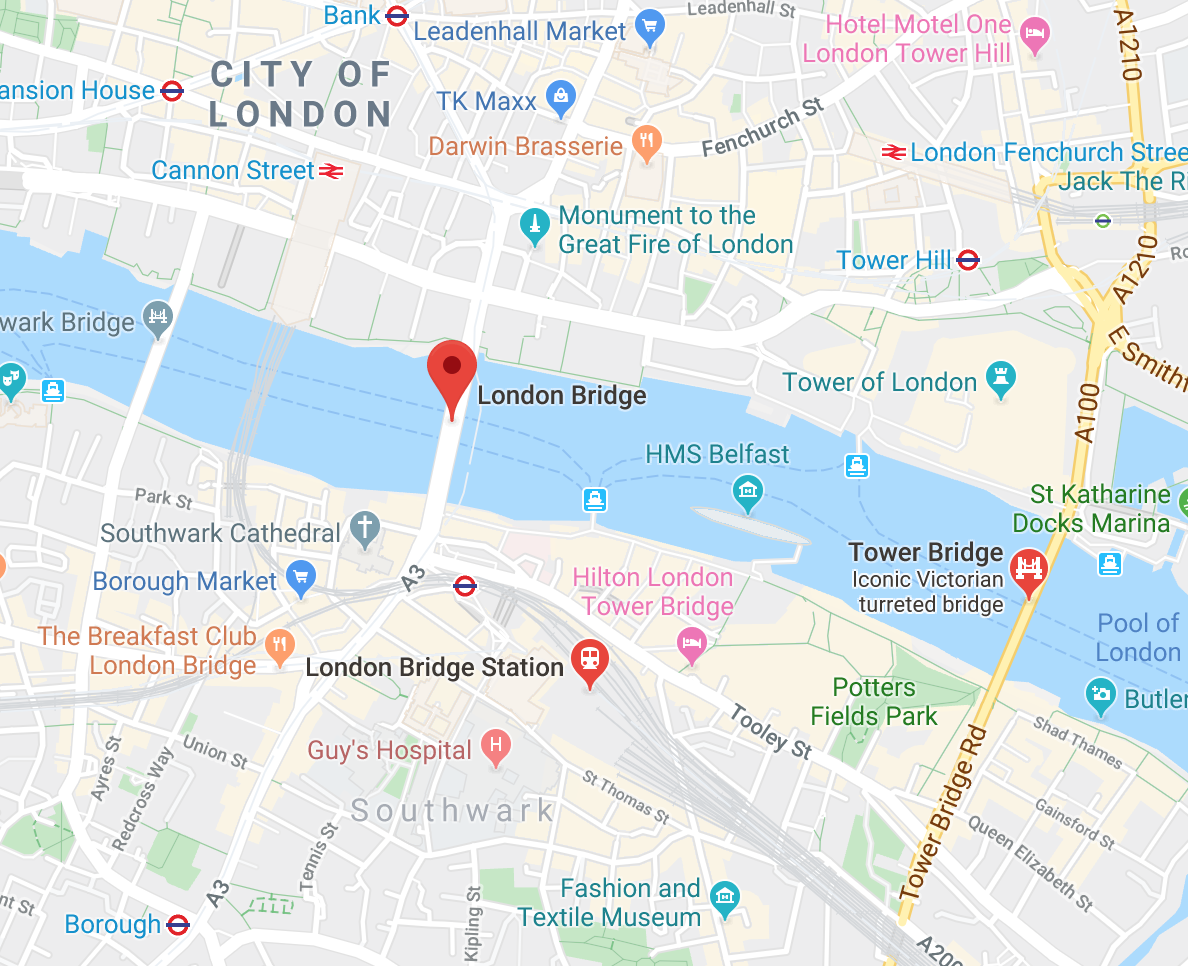 Bank
Leadenhall St
Leadenhall Market
Hotel Motel One
London Tower Hill
A1210
CITY OF
LONDON
ansion House
TK Maxx
Fenchurch St
Darwin Brasserie
London Fenchurch Stree
Cannon Street
Jack The Ri
Monument to the
Great Fire of London
Tower Hill
A1210
Ro
wark Bridge
E Smithf
Tower of London
London Bridge
A100
HMS Belfast
Park St
St Katharine
Docks Marina
Southwark Cathedral
Tower Bridge
Iconic Victorian
turreted bridge
A3
Borough Market
Hilton London
Tower Bridge
Pool of
London
The Breakfast Club
London Bridge
London Bridge Station
Potters
Fields Park
Butler
Tooley St
Shad Thames
Union St
Guy's Hospital
H
Ayres St
Redcross Way
St Thomas St
Tower Bridge Rd
Southwark
Gainsford St
Queen Elizabeth St
Tennis St
A3
nt St
Kipling St
Fashion and
Textile Museum
Borough
A200